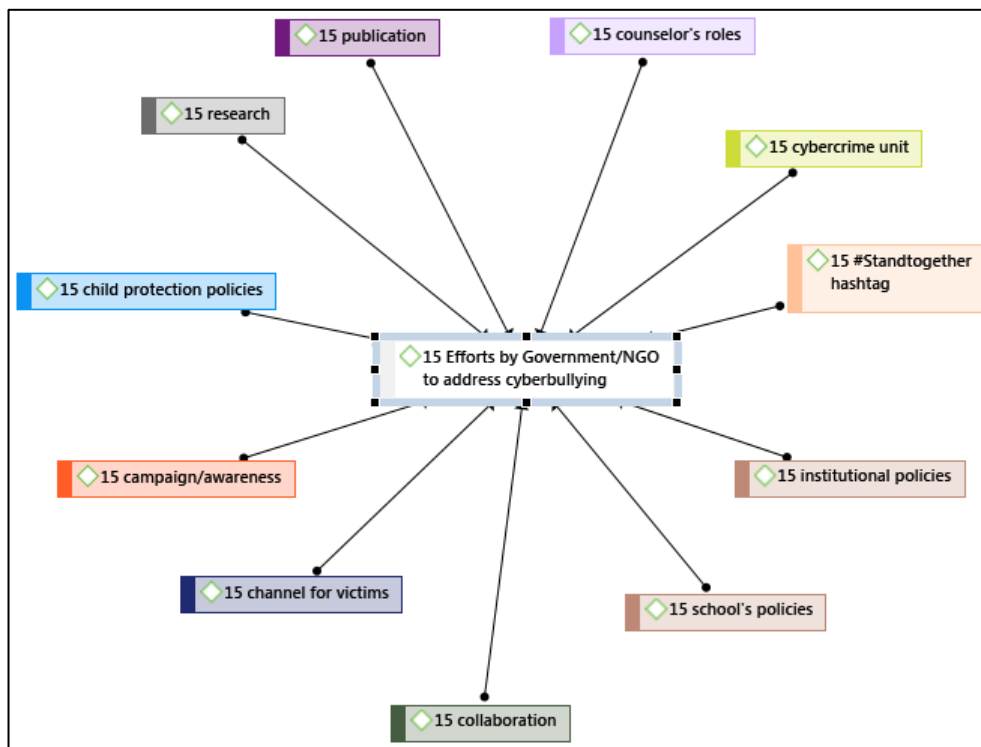 15 publication
15 counselor's roles
15 research
15 cybercrime unit
15 #Standtogether
hashtag
15 child protection policies
15 Efforts by Government/NGO
to address cyberbullying
15 campaign/awareness
15 institutional policies
15 channel for victims
15 school's policies
15 collaboration